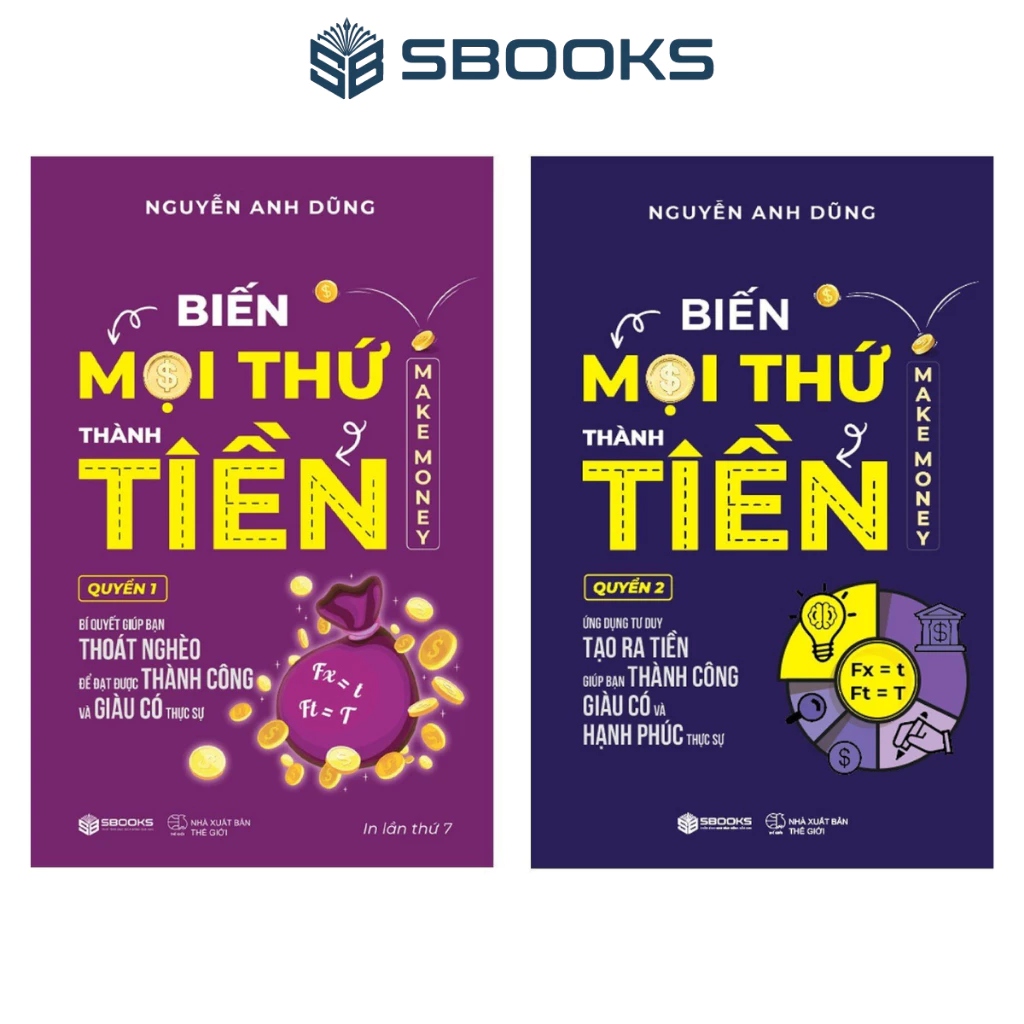 SBOOKS
NGUYỄN ANH DŨNG
BIẾN
MỌI THỨ
THÀNH
TIỀN
MAKE MONEY
QUYỂN 1
BÍ QUYẾT GIÚP BẠN
THOÁT NGHÈO
ĐỂ ĐẠT ĐƯỢC THÀNH CÔNG
VÀ GIÀU CÓ THỰC SỰ
Fx = t
Ft = T
SBOOKS
NHÀ XUẤT BẢN
THẾ GIỚI
In lần thứ 7
NGUYỄN ANH DŨNG
BIẾN
MỌI THỨ
THÀNH
TIỀN
MAKE MONEY
QUYỂN 2
ỨNG DỤNG TƯ DUY
TẠO RA TIỀN
GIÚP BẠN THÀNH CÔNG
GIÀU CÓ VÀ
HẠNH PHÚC THỰC SỰ
Fx = t
Ft = T
SBOOKS
NHÀ XUẤT BẢN
THẾ GIỚI